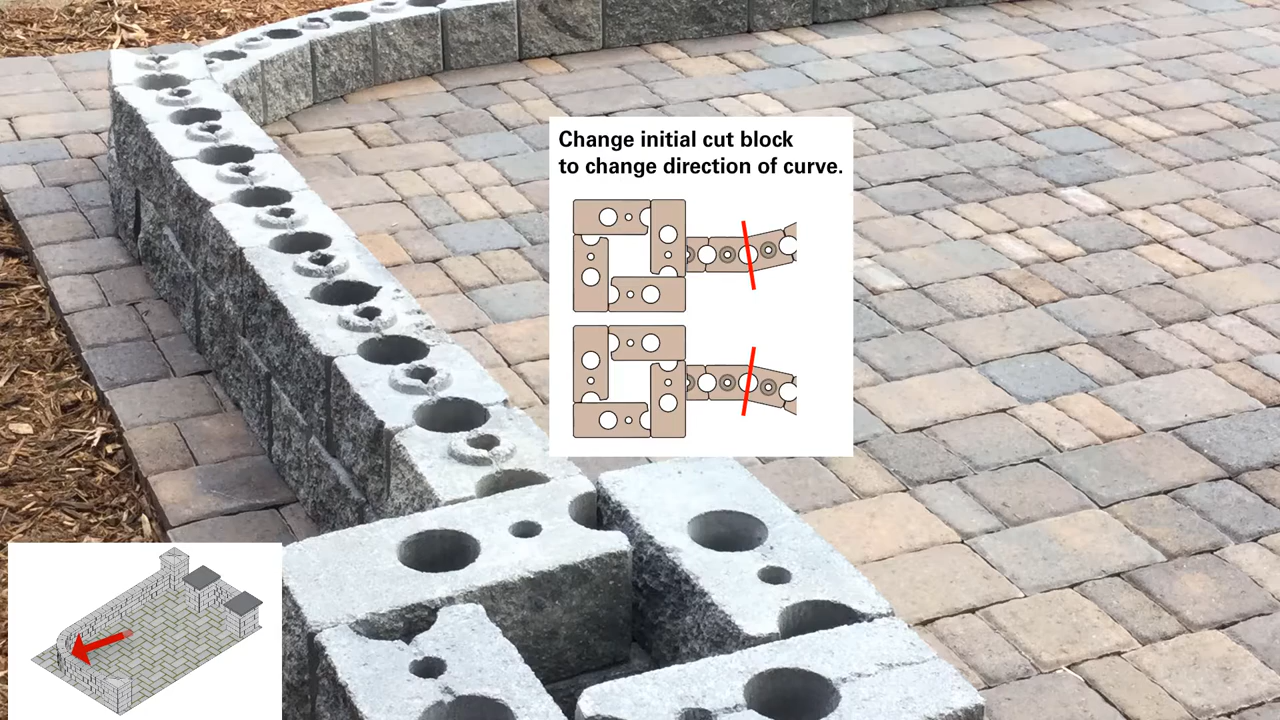 Change initial cut block
to change direction of curve.